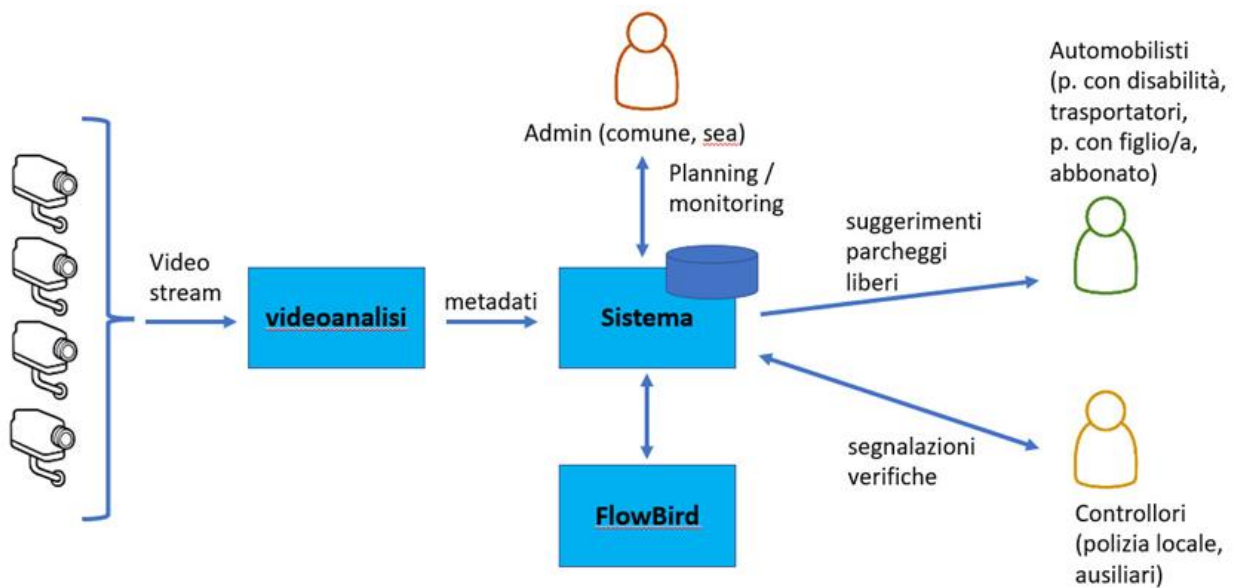 Automobilisti
(p. con disabilità,
trasportatori,
p. con figlio/a,
abbonato)
Admin (comune, sea)
Planning /
monitoring
suggerimenti
parcheggi
liberi
Video
stream
videoanalisi
metadati
Sistema
segnalazioni
verifiche
FlowBird
Controllori
(polizia locale,
ausiliari)